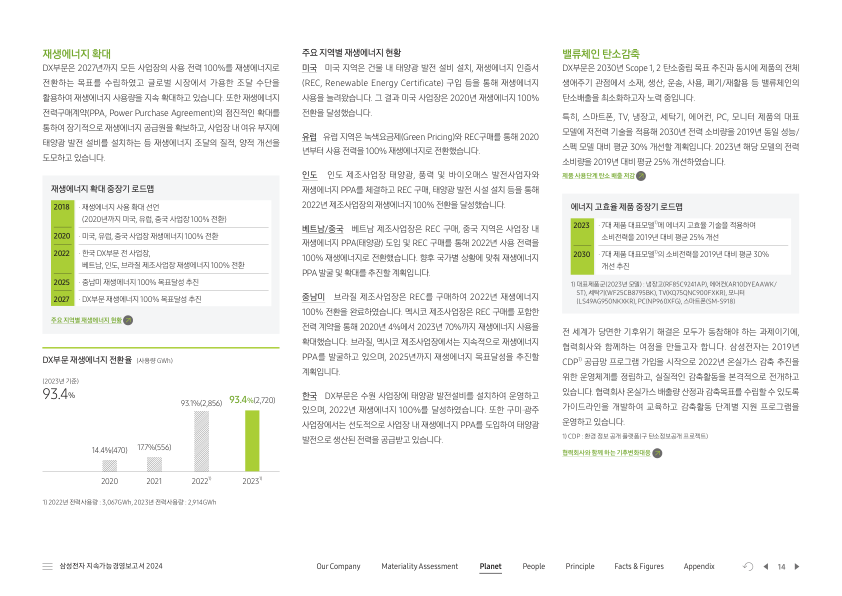 재생에너지 확대
DX부문은 2027년까지 모든 사업장의 사용 전력 100%를 재생에너지로
전환하는 목표를 수립하였고 글로벌 시장에서 가용한 조달 수단을
활용하여 재생에너지 사용량을 지속 확대하고 있습니다. 또한 재생에너지
전력구매계약(PPA, Power Purchase Agreement)의 점진적인 확대를
통하여 장기적으로 재생에너지 공급원을 확보하고, 사업장 내 여유 부지에
태양광 발전 설비를 설치하는 등 재생에너지 조달의 질적, 양적 개선을
도모하고 있습니다.
재생에너지 확대 중장기 로드맵
2018 · 재생에너지 사용 확대 선언
(2020년까지 미국, 유럽, 중국 사업장 100% 전환)
2020 · 미국, 유럽, 중국 사업장 재생에너지 100% 전환
2022 · 한국 DX부문 전 사업장,
베트남, 인도, 브라질 제조사업장 재생에너지 100% 전환
2025 · 중남미 재생에너지 100% 목표달성 추진
2027 · DX부문 재생에너지 100% 목표달성 추진
주요 지역별 재생에너지 현황
DX부문 재생에너지 전환율 (사용량 GWh)
(2023년 기준)
93.4%
14.4%(470)
17.7%(556)
93.1%(2,856)
93.4%(2,720)
2020
2021
2022¹⁾
2023¹⁾
1) 2022년 전력사용량 : 3,067GWh, 2023년 전력사용량 : 2,914GWh
주요 지역별 재생에너지 현황
미국 미국 지역은 건물 내 태양광 발전 설비 설치, 재생에너지 인증서
(REC, Renewable Energy Certificate) 구입 등을 통해 재생에너지
사용을 늘려왔습니다. 그 결과 미국 사업장은 2020년 재생에너지 100%
전환을 달성했습니다.
유럽 유럽 지역은 녹색요금제(Green Pricing)와 REC구매를 통해 2020
년부터 사용 전력을 100% 재생에너지로 전환했습니다.
인도 인도 제조사업장 태양광, 풍력 및 바이오매스 발전사업자와
재생에너지 PPA를 체결하고 REC 구매, 태양광 발전 시설 설치 등을 통해
2022년 제조사업장의 재생에너지 100% 전환을 달성했습니다.
베트남/중국 베트남 제조사업장은 REC 구매, 중국 지역은 사업장 내
재생에너지 PPA(태양광) 도입 및 REC 구매를 통해 2022년 사용 전력을
100% 재생에너지로 전환했습니다. 향후 국가별 상황에 맞춰 재생에너지
PPA 발굴 및 확대를 추진할 계획입니다.
중남미 브라질 제조사업장은 REC를 구매하여 2022년 재생에너지
100% 전환을 완료하였습니다. 멕시코 제조사업장은 REC 구매를 포함한
전력 계약을 통해 2020년 4%에서 2023년 70%까지 재생에너지 사용을
확대했습니다. 브라질, 멕시코 제조사업장에서는 지속적으로 재생에너지
PPA를 발굴하고 있으며, 2025년까지 재생에너지 목표달성을 추진할
계획입니다.
한국 DX부문은 수원 사업장에 태양광 발전설비를 설치하여 운영하고
있으며, 2022년 재생에너지 100%를 달성하였습니다. 또한 구미·광주
사업장에서는 선도적으로 사업장 내 재생에너지 PPA를 도입하여 태양광
발전으로 생산된 전력을 공급받고 있습니다.
밸류체인 탄소감축
DX부문은 2030년 Scope 1, 2 탄소중립 목표 추진과 동시에 제품의 전체
생애주기 관점에서 소재, 생산, 운송, 사용, 폐기/재활용 등 밸류체인의
탄소배출을 최소화하고자 노력 중입니다.
특히, 스마트폰, TV, 냉장고, 세탁기, 에어컨, PC, 모니터 제품의 대표
모델에 저전력 기술을 적용해 2030년 전력 소비량을 2019년 동일 성능/
스펙 모델 대비 평균 30% 개선할 계획입니다. 2023년 해당 모델의 전력
소비량을 2019년 대비 평균 25% 개선하였습니다.
제품 사용단계 탄소 배출 저감
에너지 고효율 제품 중장기 로드맵
2023 · 7대 제품 대표모델¹⁾에 에너지 고효율 기술을 적용하여
소비전력을 2019년 대비 평균 25% 개선
2030 · 7대 제품 대표모델¹⁾의 소비전력을 2019년 대비 평균 30%
개선 추진
1) 대표제품군(2023년 모델) : 냉장고(RF85C9241AP), 에어컨(AR10DYEAAWK/
ST), 세탁기(WF25CB8795BK), TV(KQ75QNC900FXKR), 모니터
(LS49AG950NKXKR), PC(NP960XFG), 스마트폰(SM-S918)
전 세계가 당면한 기후위기 해결은 모두가 동참해야 하는 과제이기에,
협력회사와 함께하는 여정을 만들고자 합니다. 삼성전자는 2019년
CDP¹⁾ 공급망 프로그램 가입을 시작으로 2022년 온실가스 감축 추진을
위한 운영체계를 정립하고, 실질적인 감축활동을 본격적으로 전개하고
있습니다. 협력회사 온실가스 배출량 산정과 감축목표를 수립할 수 있도록
가이드라인을 개발하여 교육하고 감축활동 단계별 지원 프로그램을
운영하고 있습니다.
1) CDP : 환경 정보 공개 플랫폼(구 탄소정보공개 프로젝트)
협력회사와 함께 하는 기후변화대응
삼성전자 지속가능경영보고서 2024
Our Company Materiality Assessment Planet People Principle Facts & Figures Appendix 14